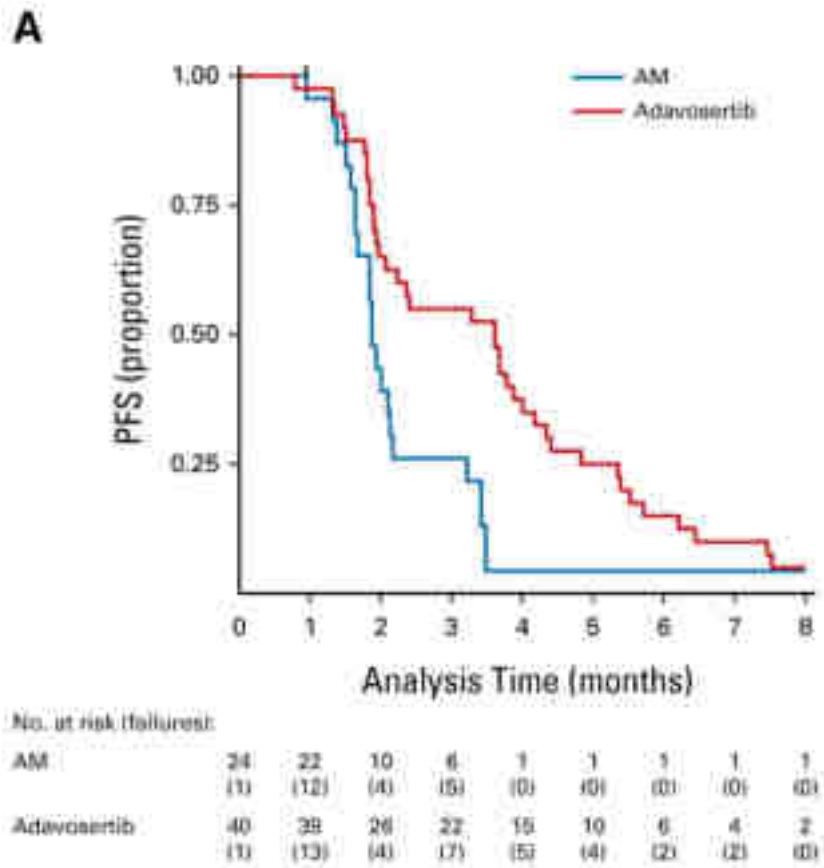 A
1.00
0.75
0.50
0.25
PFS (proportion)
AM
Adavosertib
0 1 2 3 4 5 6 7 8
Analysis Time (months)
No. at risk (failures):
AM 24 22 10 6 1 1 1 1 1
(1) (12) (4) (5) (0) (0) (0) (0) (0)
Adavosertib 40 39 26 22 15 10 6 4 2
(1) (13) (4) (7) (5) (4) (2) (2) (0)